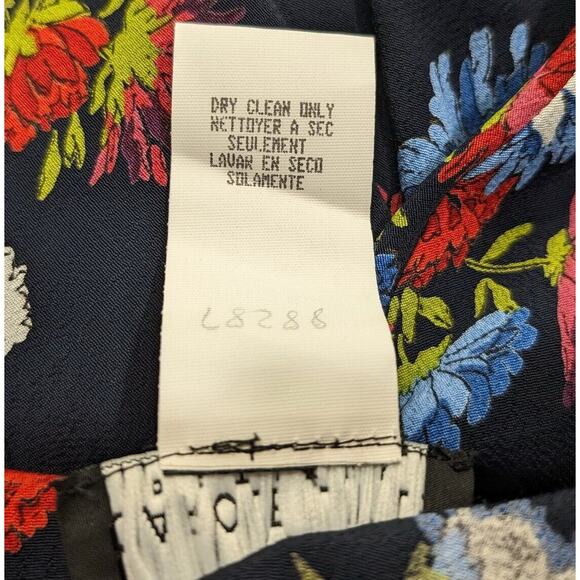 DRY CLEAN ONLY
NETTOYER A SEC
SEULEMENT
LAVAR EN SECO
SOLAMENTE
L8288